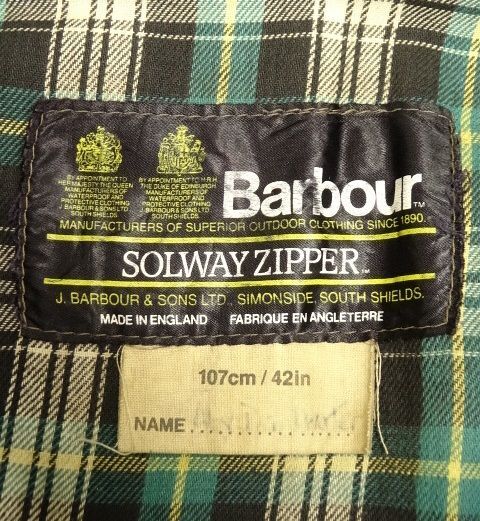 BY APPOINTMENT TO
HER MAJESTY THE QUEEN
MANUFACTURERS OF
WATERPROOF AND
PROTECTIVE CLOTHING
BARBOUR & SONS LTD
SOUTH SHIELDS
BY APPOINTMENT TO H.R.H.
THE DUKE OF EDINBURGH
MANUFACTURERS OF
WATERPROOF AND
PROTECTIVE CLOTHING
J. BARBOUR & SONS LTD
SOUTH SHIELDS
Barbour™
MANUFACTURERS OF SUPERIOR OUTDOOR CLOTHING SINCE 1890.
SOLWAY ZIPPER™
J. BARBOUR & SONS LTD. SIMONSIDE, SOUTH SHIELDS.
MADE IN ENGLAND FABRIQUE EN ANGLETERRE
107cm / 42in
NAME